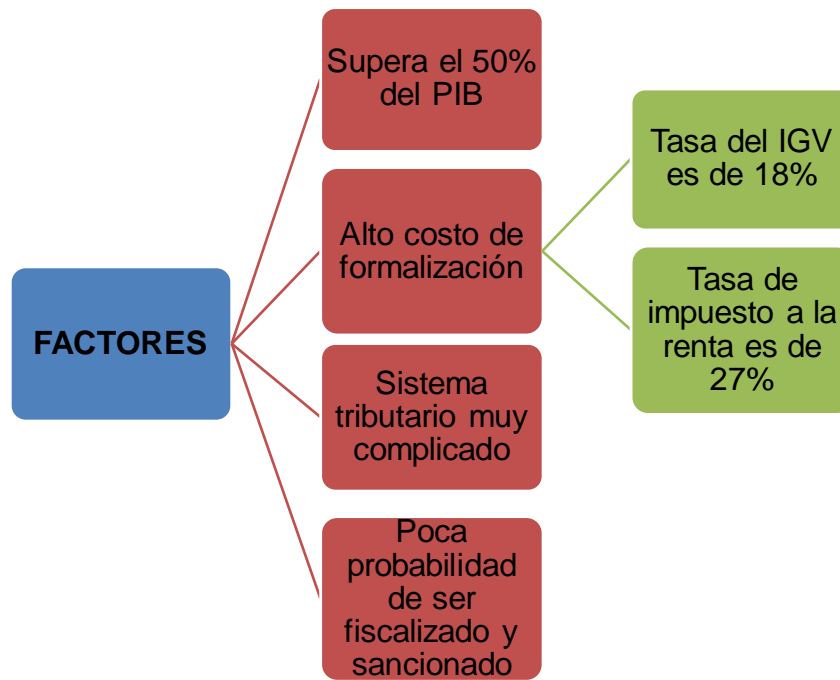 FACTORES
Supera el 50%
del PIB
Alto costo de
formalización
Tasa del IGV
es de 18%
Tasa de
impuesto a la
renta es de
27%
Sistema
tributario muy
complicado
Poca
probabilidad
de ser
fiscalizado y
sancionado